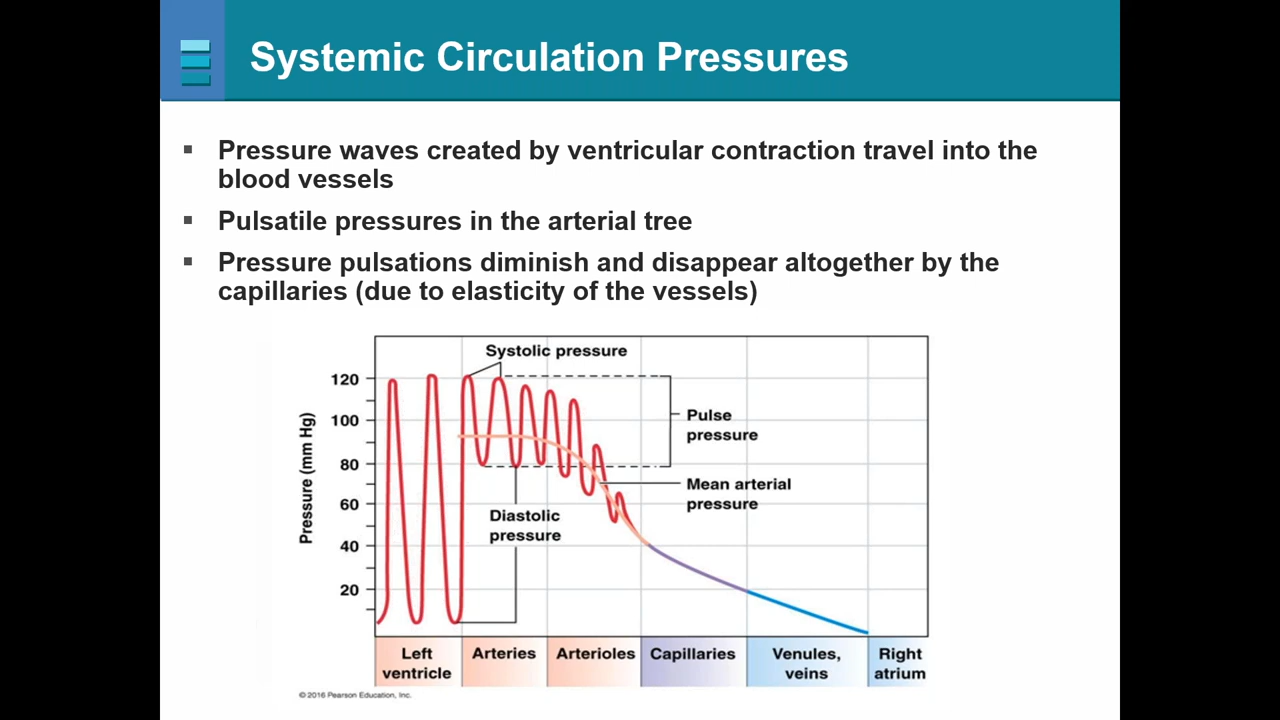 Systemic Circulation Pressures
▪ Pressure waves created by ventricular contraction travel into the
blood vessels
▪ Pulsatile pressures in the arterial tree
▪ Pressure pulsations diminish and disappear altogether by the
capillaries (due to elasticity of the vessels)
Systolic pressure
120
100
80
60
40
20
Pressure (mm Hg)
Pulse
pressure
Mean arterial
pressure
Diastolic
pressure
Left
ventricle
Arteries
Arterioles
Capillaries
Venules,
veins
Right
atrium
© 2016 Pearson Education, Inc.